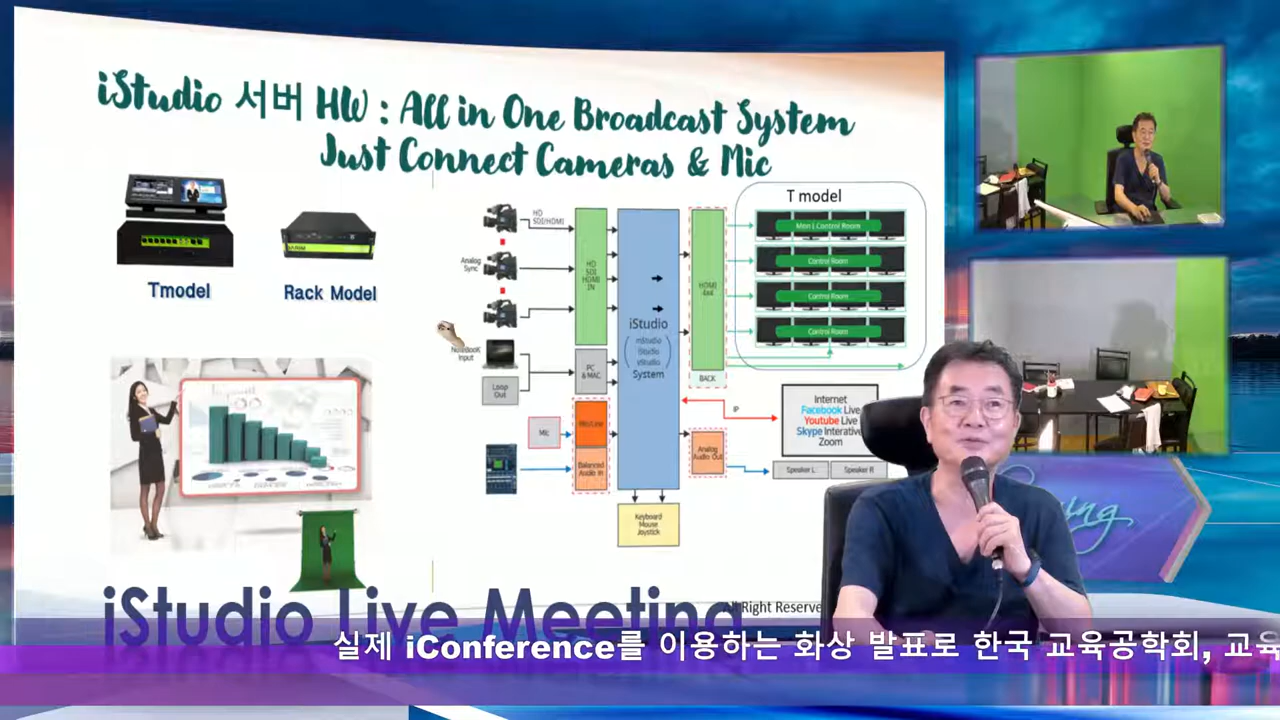 iStudio 서버 HW : All in One Broadcast System
Just Connect Cameras & Mic
Tmodel
Rack Model
HD
SDI/HDMI
Analog
Sync
NoteBooK
Input
Loop
Out
Mic
HD
SDI
HDMI
IN
PC
& MAC
Mic/Line
Balanced
Audio In
iStudio
System
Keyboard
Mouse
Joystick
HDMI
4x4
BACK
IP
Analog
Audio Out
T model
Control Room
Control Room
Control Room
Internet
Facebook Live
Youtube Live
Skype Interative
Zoom
Speaker L
Speaker R
All Right Reserve
iStudio Live Meeting
실제 iConference를 이용하는 화상 발표로 한국 교육공학회, 교육